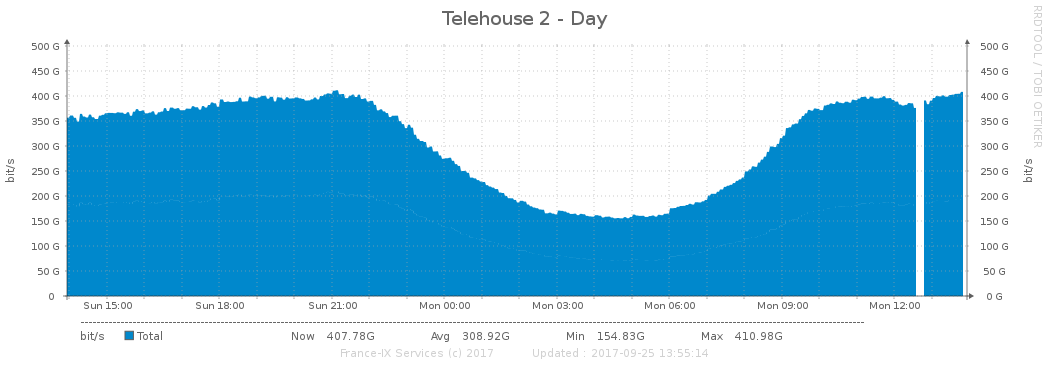 Telehouse 2 - Day
RRDTOOL / TOBI OETIKER
bit/s
500 G
450 G
400 G
350 G
300 G
250 G
200 G
150 G
100 G
50 G
0
500 G
450 G
400 G
350 G
300 G
250 G
200 G
150 G
100 G
50 G
0 G
bit/s
Sun 15:00 Sun 18:00 Sun 21:00 Mon 00:00 Mon 03:00 Mon 06:00 Mon 09:00 Mon 12:00
bit/s Total Now 407.78G Avg 308.92G Min 154.83G Max 410.98G
France-IX Services (c) 2017 Updated : 2017-09-25 13:55:14